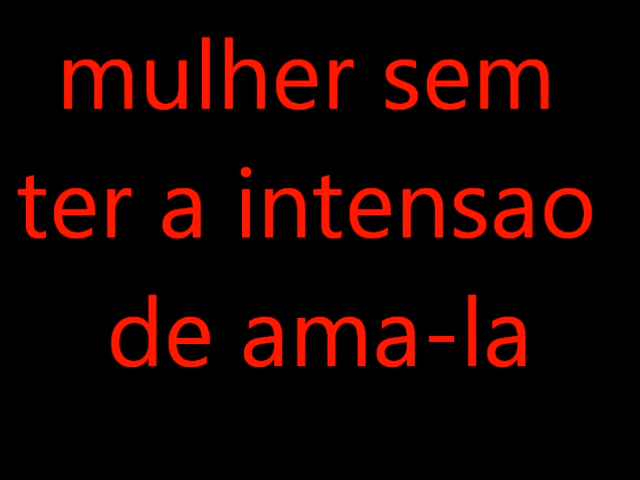 mulher sem
ter a intensao
de ama-la